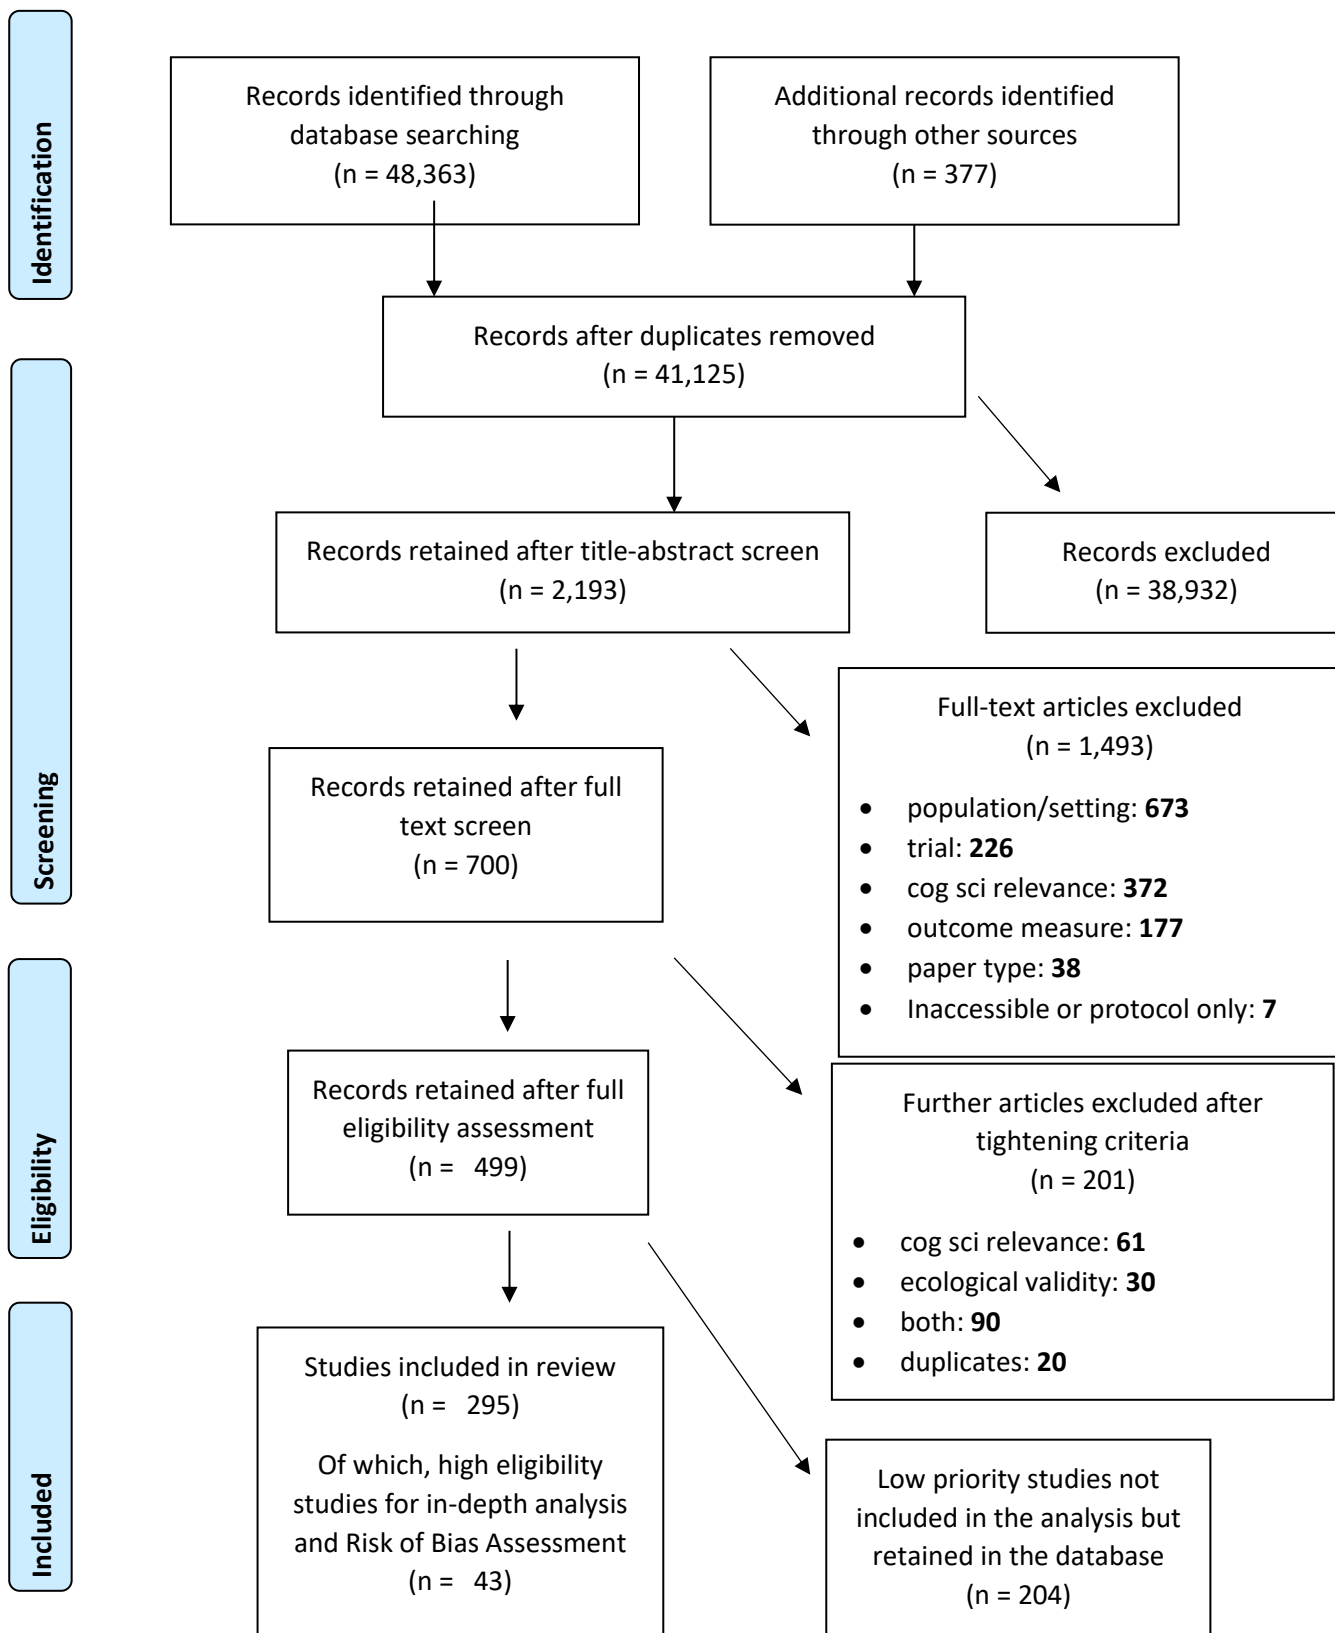 Identification
Records identified through
database searching
(n = 48,363)
Additional records identified
through other sources
(n = 377)
Records after duplicates removed
(n = 41,125)
Screening
Records retained after title-abstract screen
(n = 2,193)
Records excluded
(n = 38,932)
Records retained after full
text screen
(n = 700)
Full-text articles excluded
(n = 1,493)
• population/setting: 673
• trial: 226
• cog sci relevance: 372
• outcome measure: 177
• paper type: 38
• Inaccessible or protocol only: 7
Eligibility
Records retained after full
eligibility assessment
(n =   499)
Further articles excluded after
tightening criteria
(n = 201)
• cog sci relevance: 61
• ecological validity: 30
• both: 90
• duplicates: 20
Included
Studies included in review
(n =   295)
Of which, high eligibility
studies for in-depth analysis
and Risk of Bias Assessment
(n =   43)
Low priority studies not
included in the analysis but
retained in the database
(n = 204)